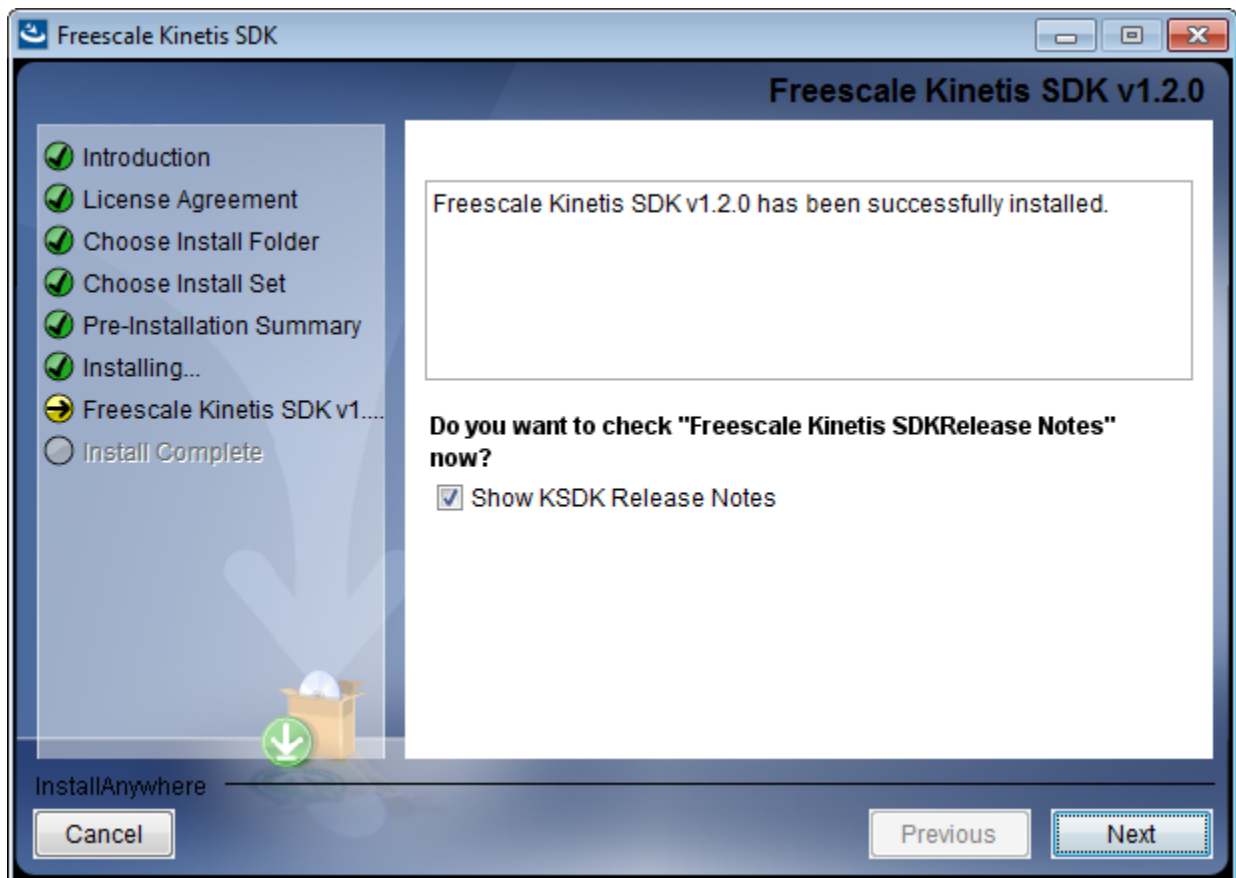 Freescale Kinetis SDK
Freescale Kinetis SDK v1.2.0
Introduction
License Agreement
Choose Install Folder
Choose Install Set
Pre-Installation Summary
Installing...
Freescale Kinetis SDK v1....
Install Complete
Freescale Kinetis SDK v1.2.0 has been successfully installed.
Do you want to check "Freescale Kinetis SDKRelease Notes"
now?
Show KSDK Release Notes
InstallAnywhere
Cancel
Previous
Next